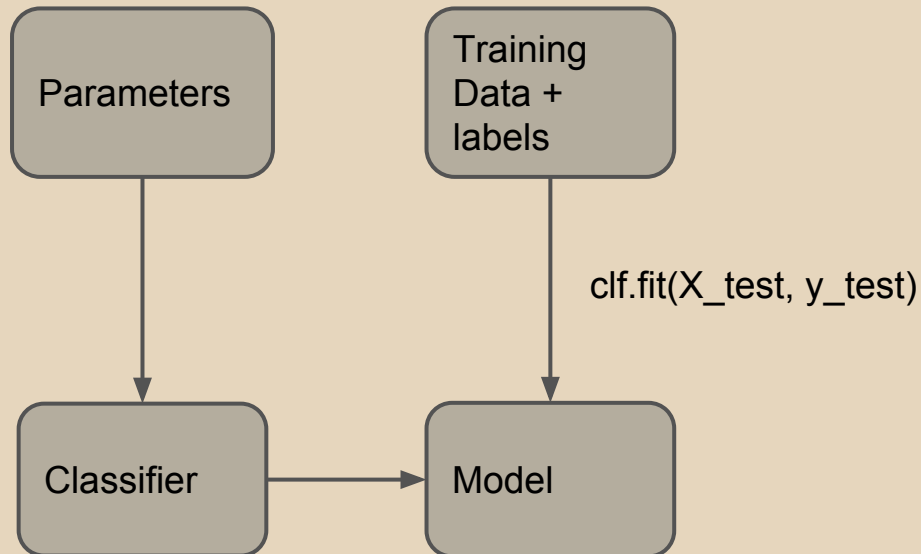 Parameters
Training
Data +
labels
clf.fit(X_test, y_test)
Classifier
Model